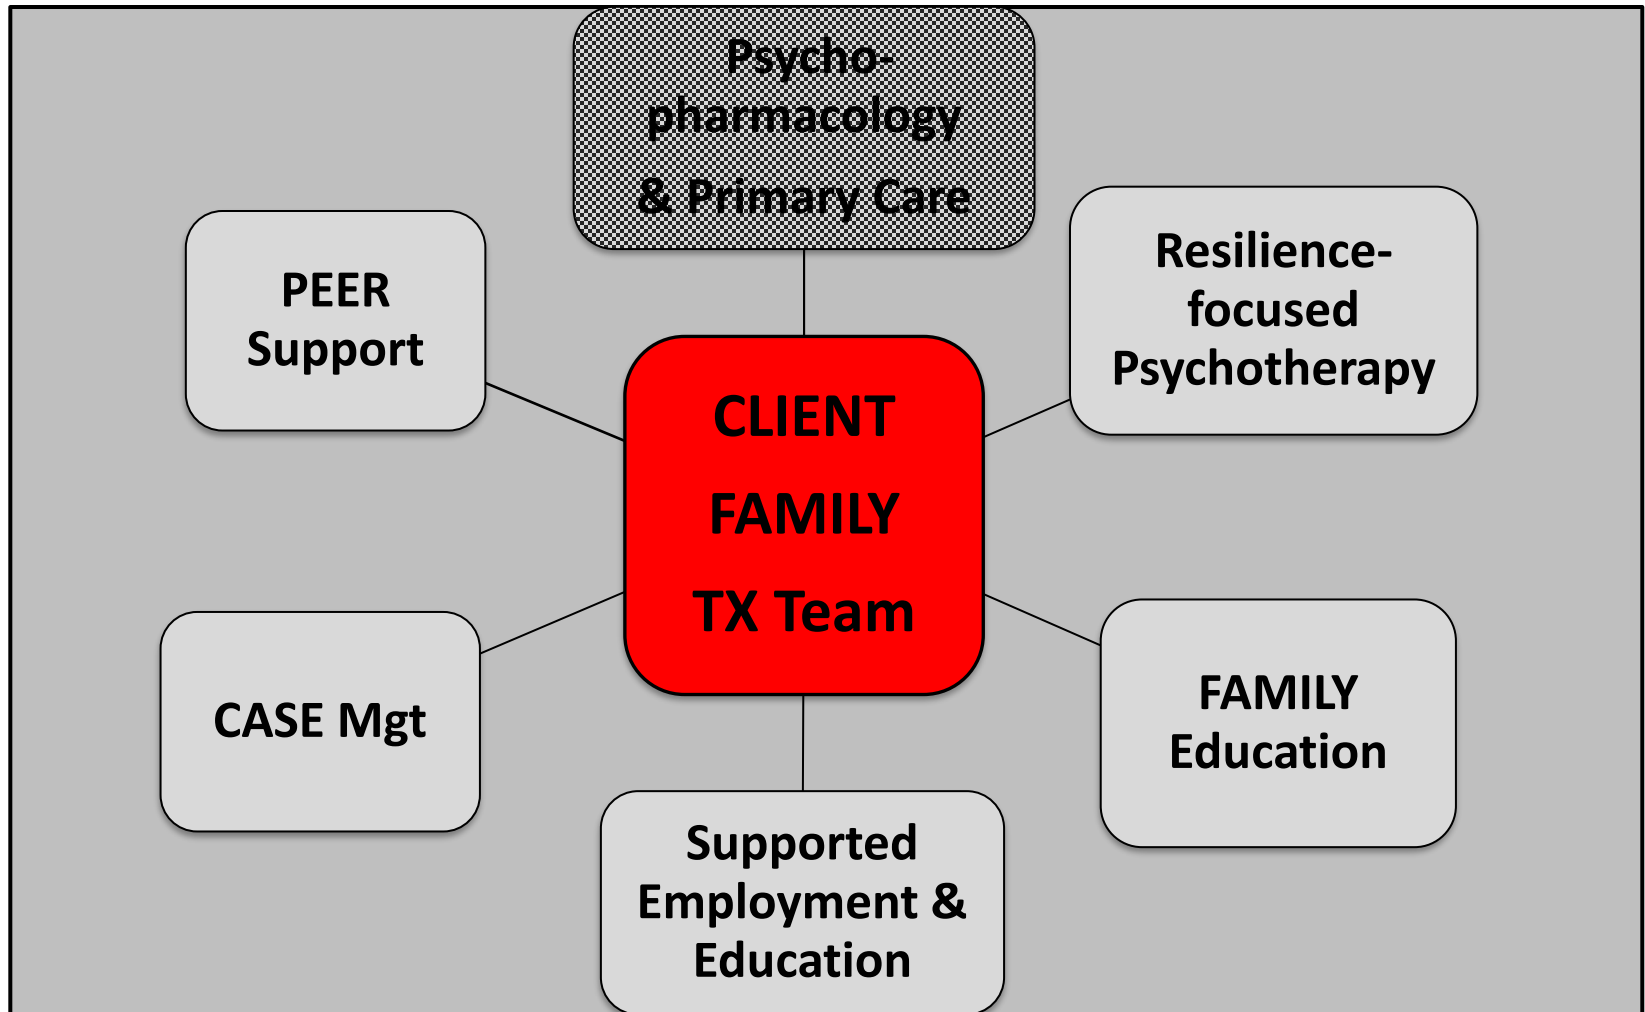 Psycho-
pharmacology
& Primary Care
PEER
Support
Resilience-
focused
Psychotherapy
CLIENT
FAMILY
TX Team
CASE Mgt
FAMILY
Education
Supported
Employment &
Education